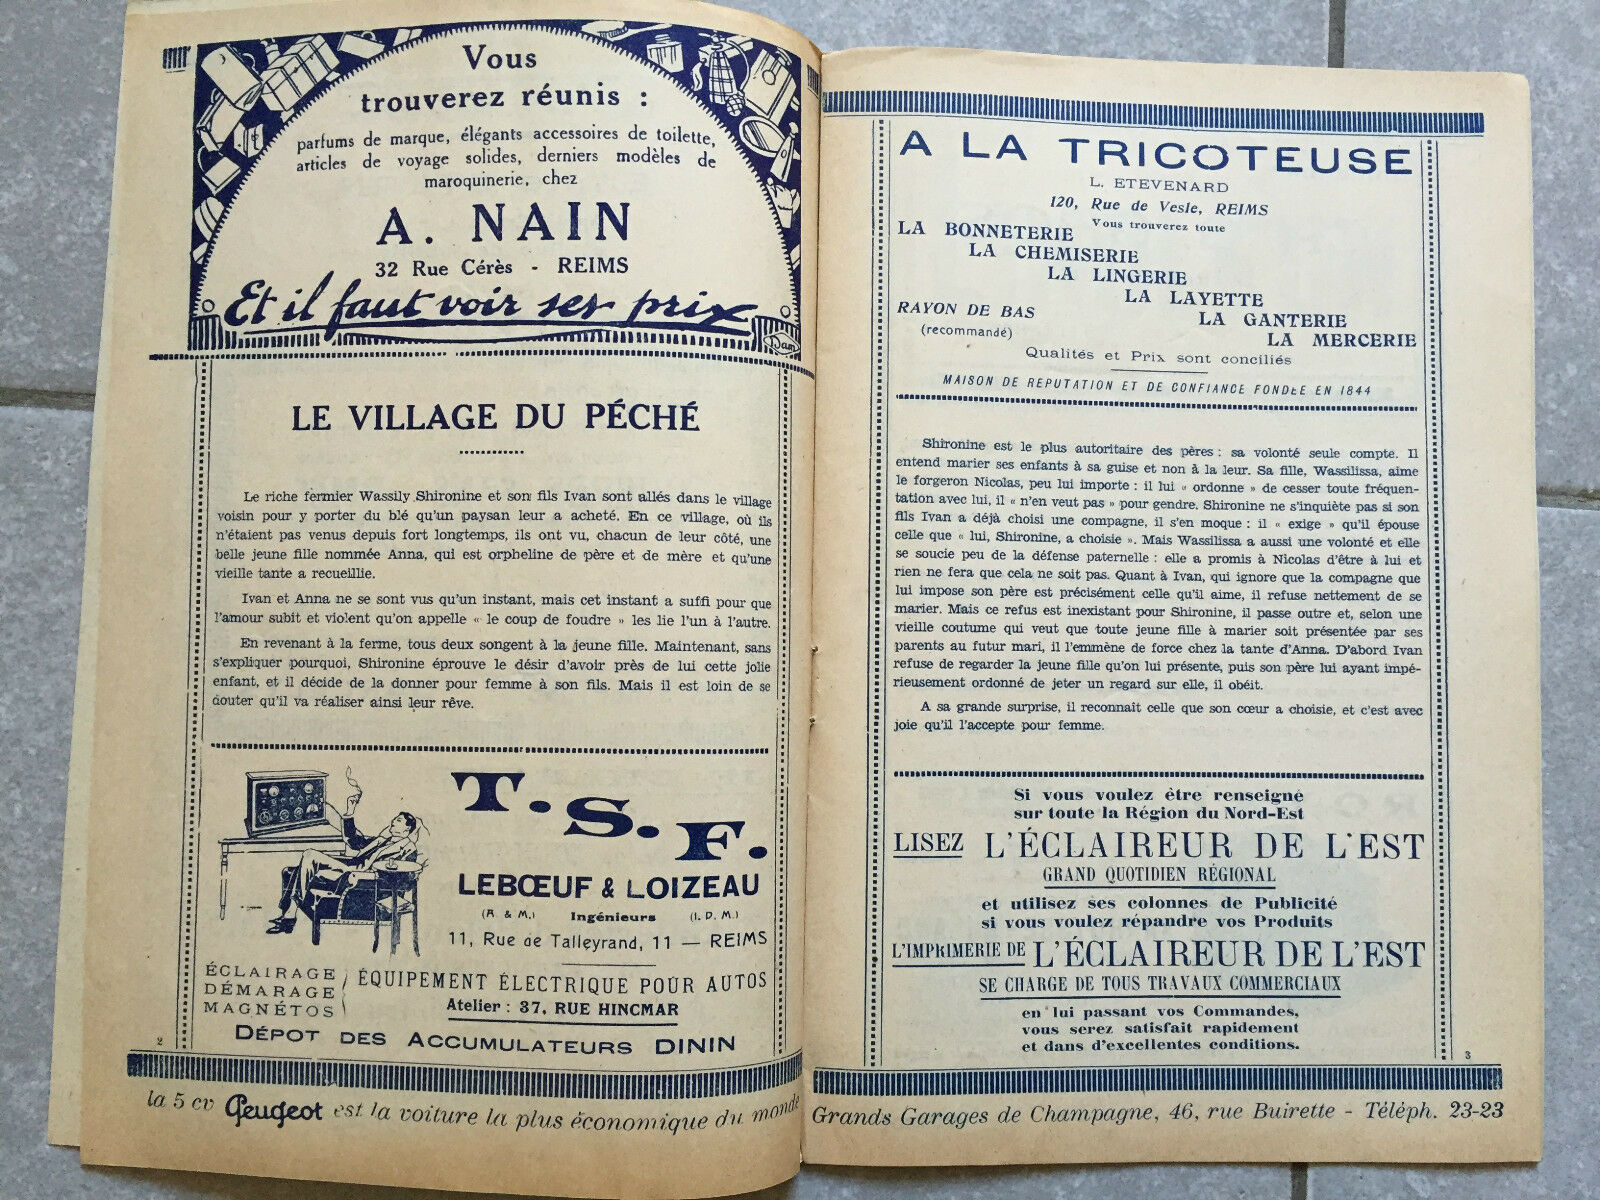 Vous
trouverez réunis :
parfums de marque, élégants accessoires de toilette,
articles de voyage solides, derniers modèles de
maroquinerie, chez
A. NAIN
32 Rue Cérès - REIMS
Et il faut voir ses prix
Dam
LE VILLAGE DU PÉCHÉ
Le riche fermier Wassily Shironine et son fils Ivan sont allés dans le village
voisin pour y porter du blé qu'un paysan leur a acheté. En ce village, où ils
n'étaient pas venus depuis fort longtemps, ils ont vu, chacun de leur côté, une
belle jeune fille nommée Anna, qui est orpheline de père et de mère et qu'une
vieille tante a recueillie.
Ivan et Anna ne se sont vus qu'un instant, mais cet instant a suffi pour que
l'amour subit et violent qu'on appelle « le coup de foudre » les lie l'un à l'autre.
En revenant à la ferme, tous deux songent à la jeune fille. Maintenant, sans
s'expliquer pourquoi, Shironine éprouve le désir d'avoir près de lui cette jolie
enfant, et il décide de la donner pour femme à son fils. Mais il est loin de se
douter qu'il va réaliser ainsi leur rêve.
T. S. F.
LEBŒUF & LOIZEAU
(A. & M.) Ingénieurs (I. D. M.)
11, Rue de Talleyrand, 11 — REIMS
ÉCLAIRAGE
DÉMARAGE
MAGNÉTOS
ÉQUIPEMENT ÉLECTRIQUE POUR AUTOS
Atelier : 37, RUE HINCMAR
DÉPOT DES ACCUMULATEURS DININ
2
la 5 cv Peugeot est la voiture la plus économique du monde
A LA TRICOTEUSE
L. ETEVENARD
120, Rue de Vesle, REIMS
Vous trouverez toute
LA BONNETERIE
LA CHEMISERIE
LA LINGERIE
LA LAYETTE
LA GANTERIE
LA MERCERIE
RAYON DE BAS
(recommandé)
Qualités et Prix sont conciliés
MAISON DE REPUTATION ET DE CONFIANCE FONDÉE EN 1844
Shironine est le plus autoritaire des pères : sa volonté seule compte. Il
entend marier ses enfants à sa guise et non à la leur. Sa fille, Wassilissa, aime
le forgeron Nicolas, peu lui importe : il lui « ordonne » de cesser toute fréquen-
tation avec lui, il « n'en veut pas » pour gendre. Shironine ne s'inquiète pas si son
fils Ivan a déjà choisi une compagne, il s'en moque : il « exige » qu'il épouse
celle que « lui, Shironine, a choisie ». Mais Wassilissa a aussi une volonté et elle
se soucie peu de la défense paternelle : elle a promis à Nicolas d'être à lui et
rien ne fera que cela ne soit pas. Quant à Ivan, qui ignore que la compagne que
lui impose son père est précisément celle qu'il aime, il refuse nettement de se
marier. Mais ce refus est inexistant pour Shironine, il passe outre et, selon une
vieille coutume qui veut que toute jeune fille à marier soit présentée par ses
parents au futur mari, il l'emmène de force chez la tante d'Anna. D'abord Ivan
refuse de regarder la jeune fille qu'on lui présente, puis son père lui ayant impé-
rieusement ordonné de jeter un regard sur elle, il obéit.
A sa grande surprise, il reconnaît celle que son cœur a choisie, et c'est avec
joie qu'il l'accepte pour femme.
Si vous voulez être renseigné
sur toute la Région du Nord-Est
LISEZ L'ÉCLAIREUR DE L'EST
GRAND QUOTIDIEN RÉGIONAL
et utilisez ses colonnes de Publicité
si vous voulez répandre vos Produits
L'IMPRIMERIE DE L'ÉCLAIREUR DE L'EST
SE CHARGE DE TOUS TRAVAUX COMMERCIAUX
en lui passant vos Commandes,
vous serez satisfait rapidement
et dans d'excellentes conditions.
3
Grands Garages de Champagne, 46, rue Buirette - Téléph. 23-23